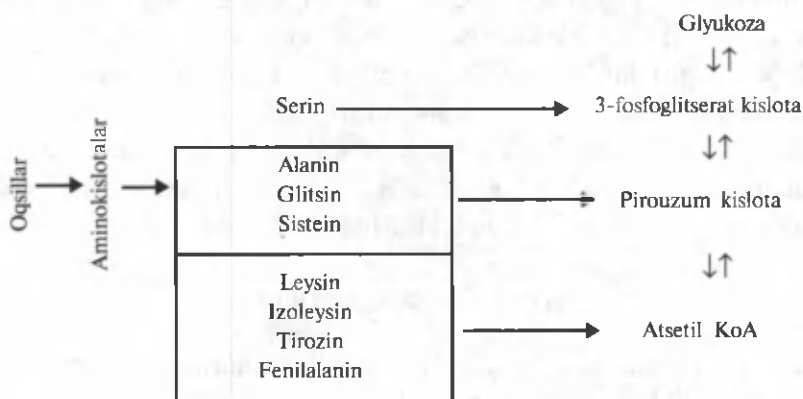 Glyukoza
Serin
3-fosfoglitserat kislota
Oqsillar
Aminokislotalar
Alanin
Glitsin
Sistein
Pirouzum kislota
Leysin
Izoleysin
Tirozin
Fenilalanin
Atsetil KoA